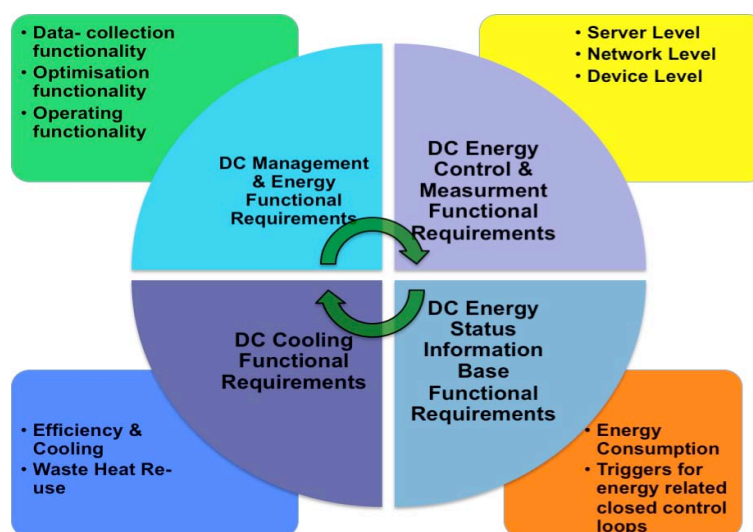 • Data- collection
functionality
• Optimisation
functionality
• Operating
functionality
• Server Level
• Network Level
• Device Level
DC Management
& Energy
Functional
Requirements
DC Energy
Control &
Measurment
Functional
Requirements
DC Cooling
Functional
Requirements
DC Energy
Status
Information
Base
Functional
Requirements
• Efficiency &
Cooling
• Waste Heat Re-
use
• Energy
Consumption
• Triggers for
energy related
closed control
loops